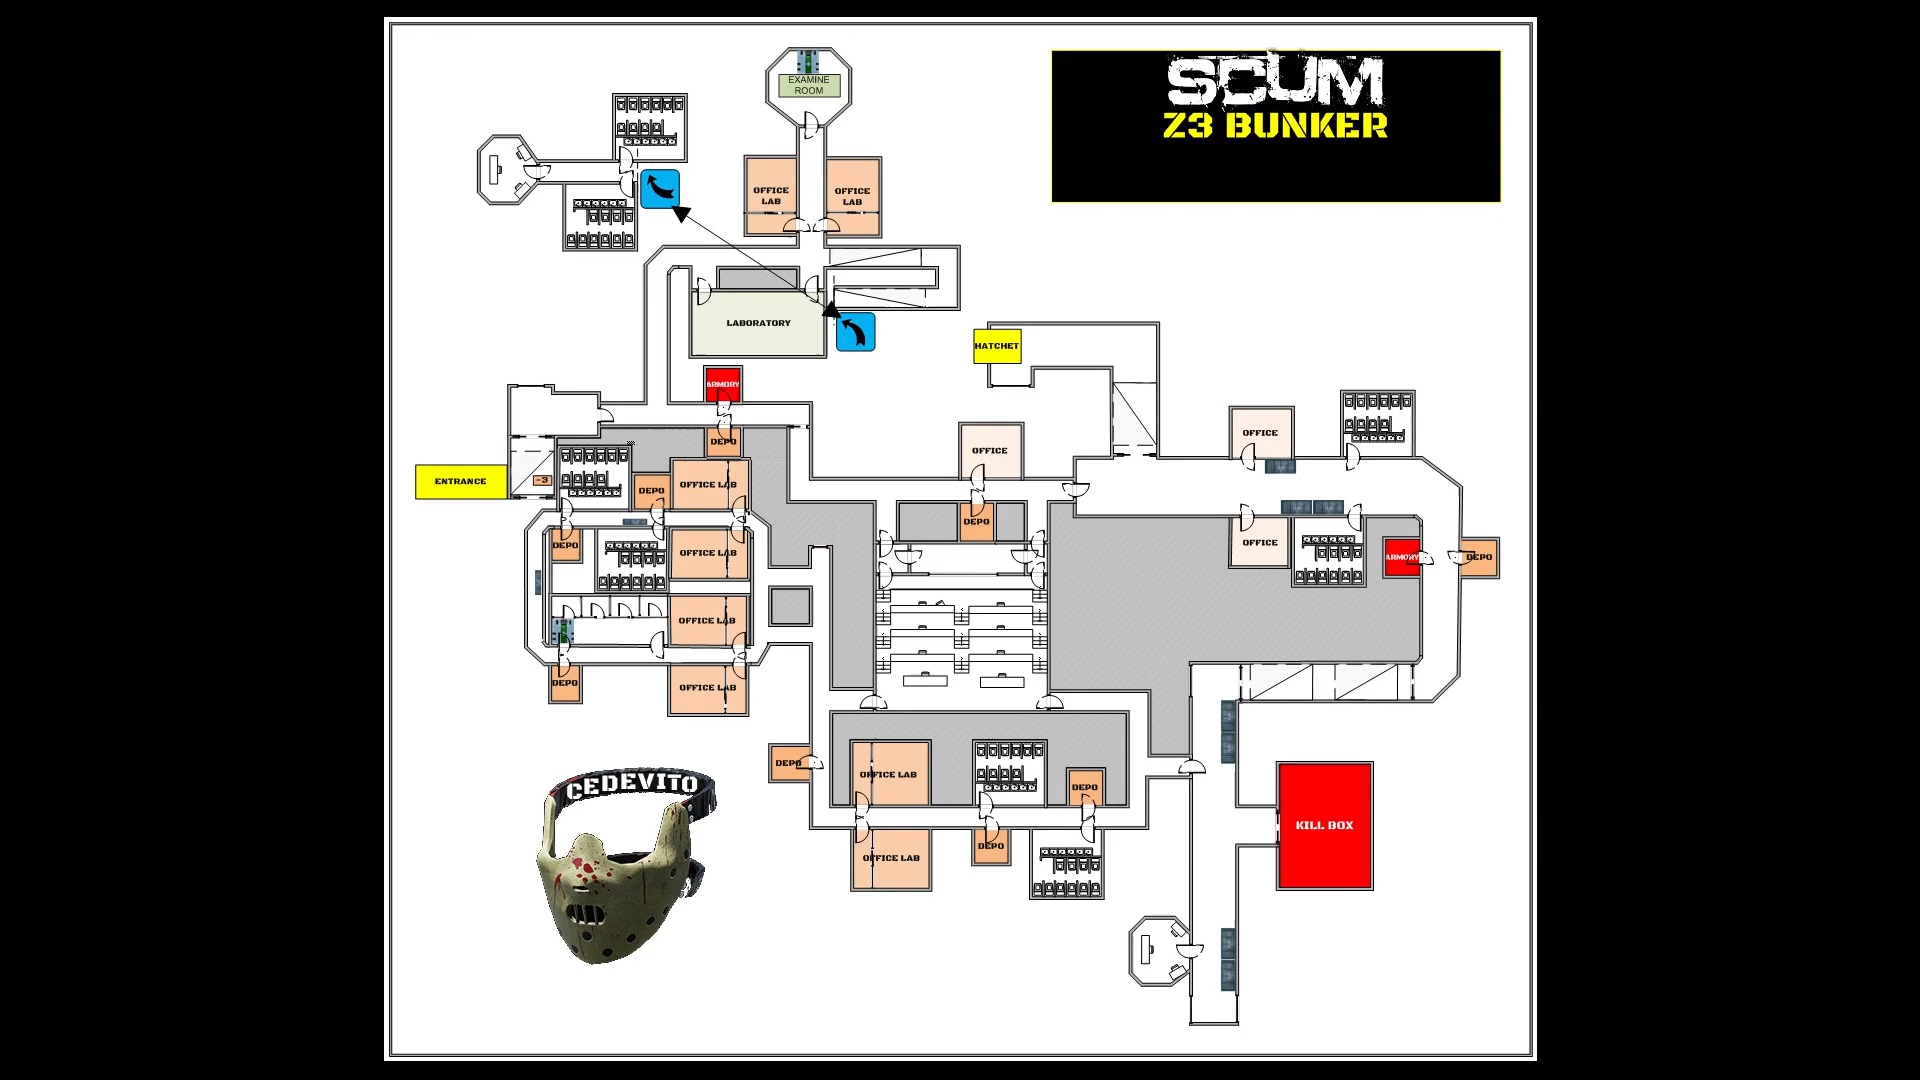 EXAMINE
ROOM
SCUM
Z3 BUNKER
OFFICE
LAB
OFFICE
LAB
LABORATORY
HATCHET
ARMORY
DEPO
OFFICE
OFFICE
ENTRANCE
-3
DEPO
OFFICE LAB
DEPO
DEPO
OFFICE LAB
OFFICE
ARMORY
DEPO
OFFICE LAB
DEPO
OFFICE LAB
DEPO
OFFICE LAB
DEPO
CEDEVITO
KILL BOX
DEPO
OFFICE LAB